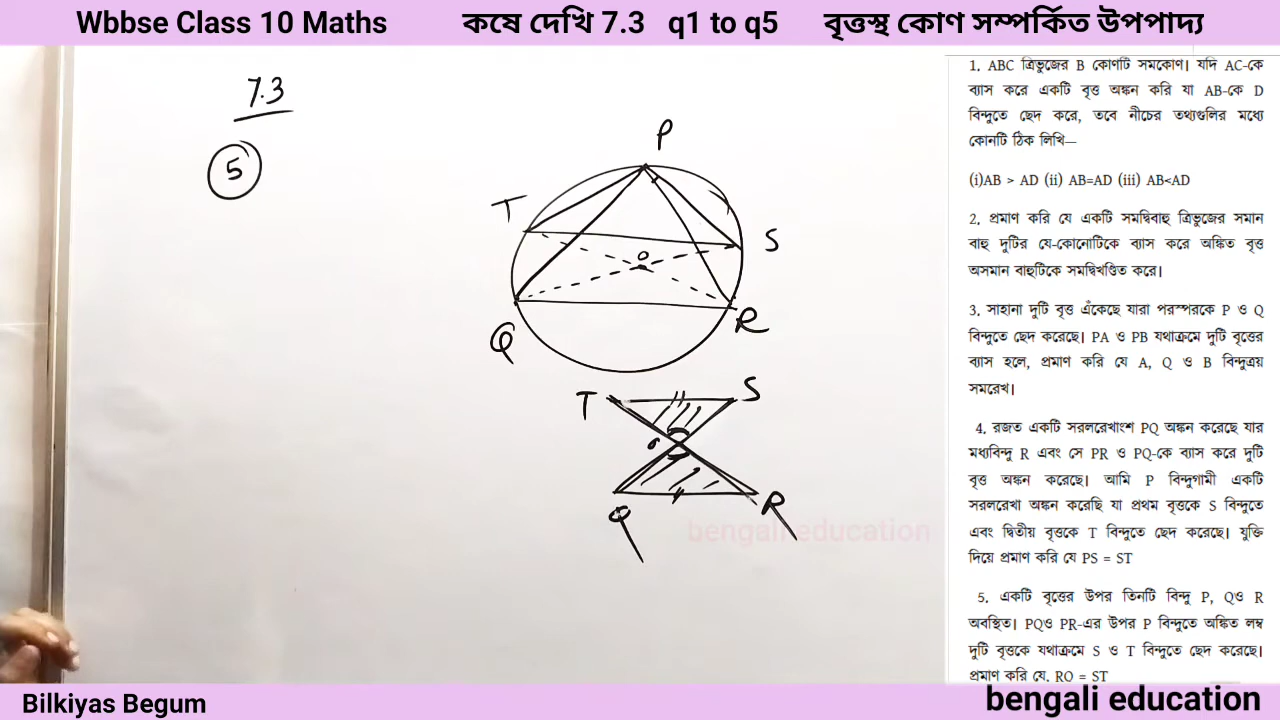 Wbbse Class 10 Maths কষে দেখি 7.3 q1 to q5 বৃত্তস্থ কোণ সম্পর্কিত উপপাদ্য
7.3
5
P
T
S
O
Q
R
T
S
Q
R
bengali education
1. ABC ত্রিভুজের B কোণটি সমকোণ। যদি AC-কে
ব্যাস করে একটি বৃত্ত অঙ্কন করি যা AB-কে D
বিন্দুতে ছেদ করে, তবে নীচের তথ্যগুলির মধ্যে
কোনটি ঠিক লিখি—
(i)AB > AD (ii) AB=AD (iii) AB<AD
2. প্রমাণ করি যে একটি সমদ্বিবাহু ত্রিভুজের সমান
বাহু দুটির যে-কোনোটিকে ব্যাস করে অঙ্কিত বৃত্ত
অসমান বাহুটিকে সমদ্বিখণ্ডিত করে।
3. সাহানা দুটি বৃত্ত এঁকেছে যারা পরস্পরকে P ও Q
বিন্দুতে ছেদ করেছে। PA ও PB যথাক্রমে দুটি বৃত্তের
ব্যাস হলে, প্রমাণ করি যে A, Q ও B বিন্দুত্রয়
সমরেখ।
4. রজত একটি সরলরেখাংশ PQ অঙ্কন করেছে যার
মধ্যবিন্দু R এবং সে PR ও PQ-কে ব্যাস করে দুটি
বৃত্ত অঙ্কন করেছে। আমি P বিন্দুগামী একটি
সরলরেখা অঙ্কন করেছি যা প্রথম বৃত্তকে S বিন্দুতে
এবং দ্বিতীয় বৃত্তকে T বিন্দুতে ছেদ করেছে। যুক্তি
দিয়ে প্রমাণ করি যে PS = ST
5. একটি বৃত্তের উপর তিনটি বিন্দু P, Qও R
অবস্থিত। PQও PR-এর উপর P বিন্দুতে অঙ্কিত লম্ব
দুটি বৃত্তকে যথাক্রমে S ও T বিন্দুতে ছেদ করেছে।
প্রমাণ করি যে, RQ = ST
Bilkiyas Begum
bengali education